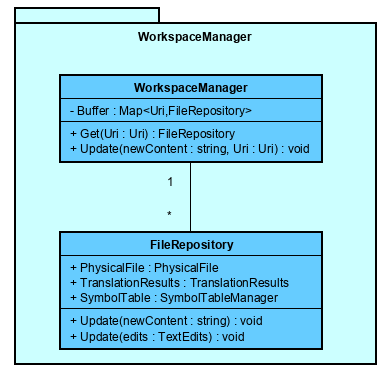 WorkspaceManager
WorkspaceManager
- Buffer : Map<Uri,FileRepository>
+ Get(Uri : Uri) : FileRepository
+ Update(newContent : string, Uri : Uri) : void
1
*
FileRepository
+ PhysicalFile : PhysicalFile
+ TranslationResults : TranslationResults
+ SymbolTable : SymbolTableManager
+ Update(newContent : string) : void
+ Update(edits : TextEdits) : void